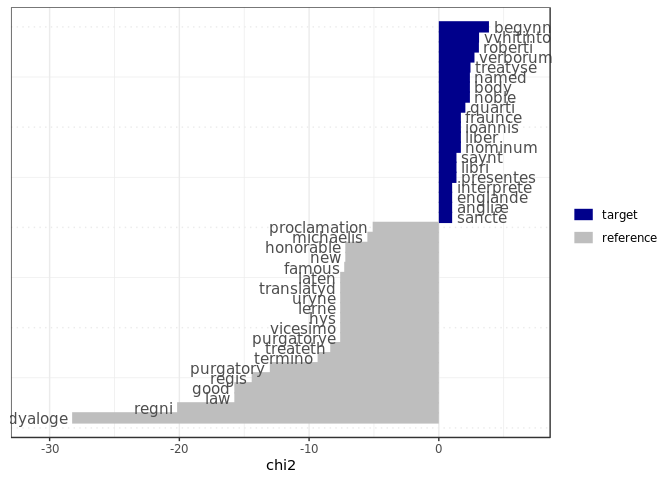 begynn
vvhitinto
roberti
verborum
treatyse
named
body
noble
quarti
fraunce
ioannis
liber
nominum
saynt
libri
presentes
interprete
englande
angliæ
sancte
proclamation
michaelis
honorable
new
famous
laten
translatyd
uryne
lerne
hys
vicesimo
purgatorye
treateth
termino
purgatory
regis
good
law
regni
dyaloge
target
reference
-30 -20 -10 0
chi2